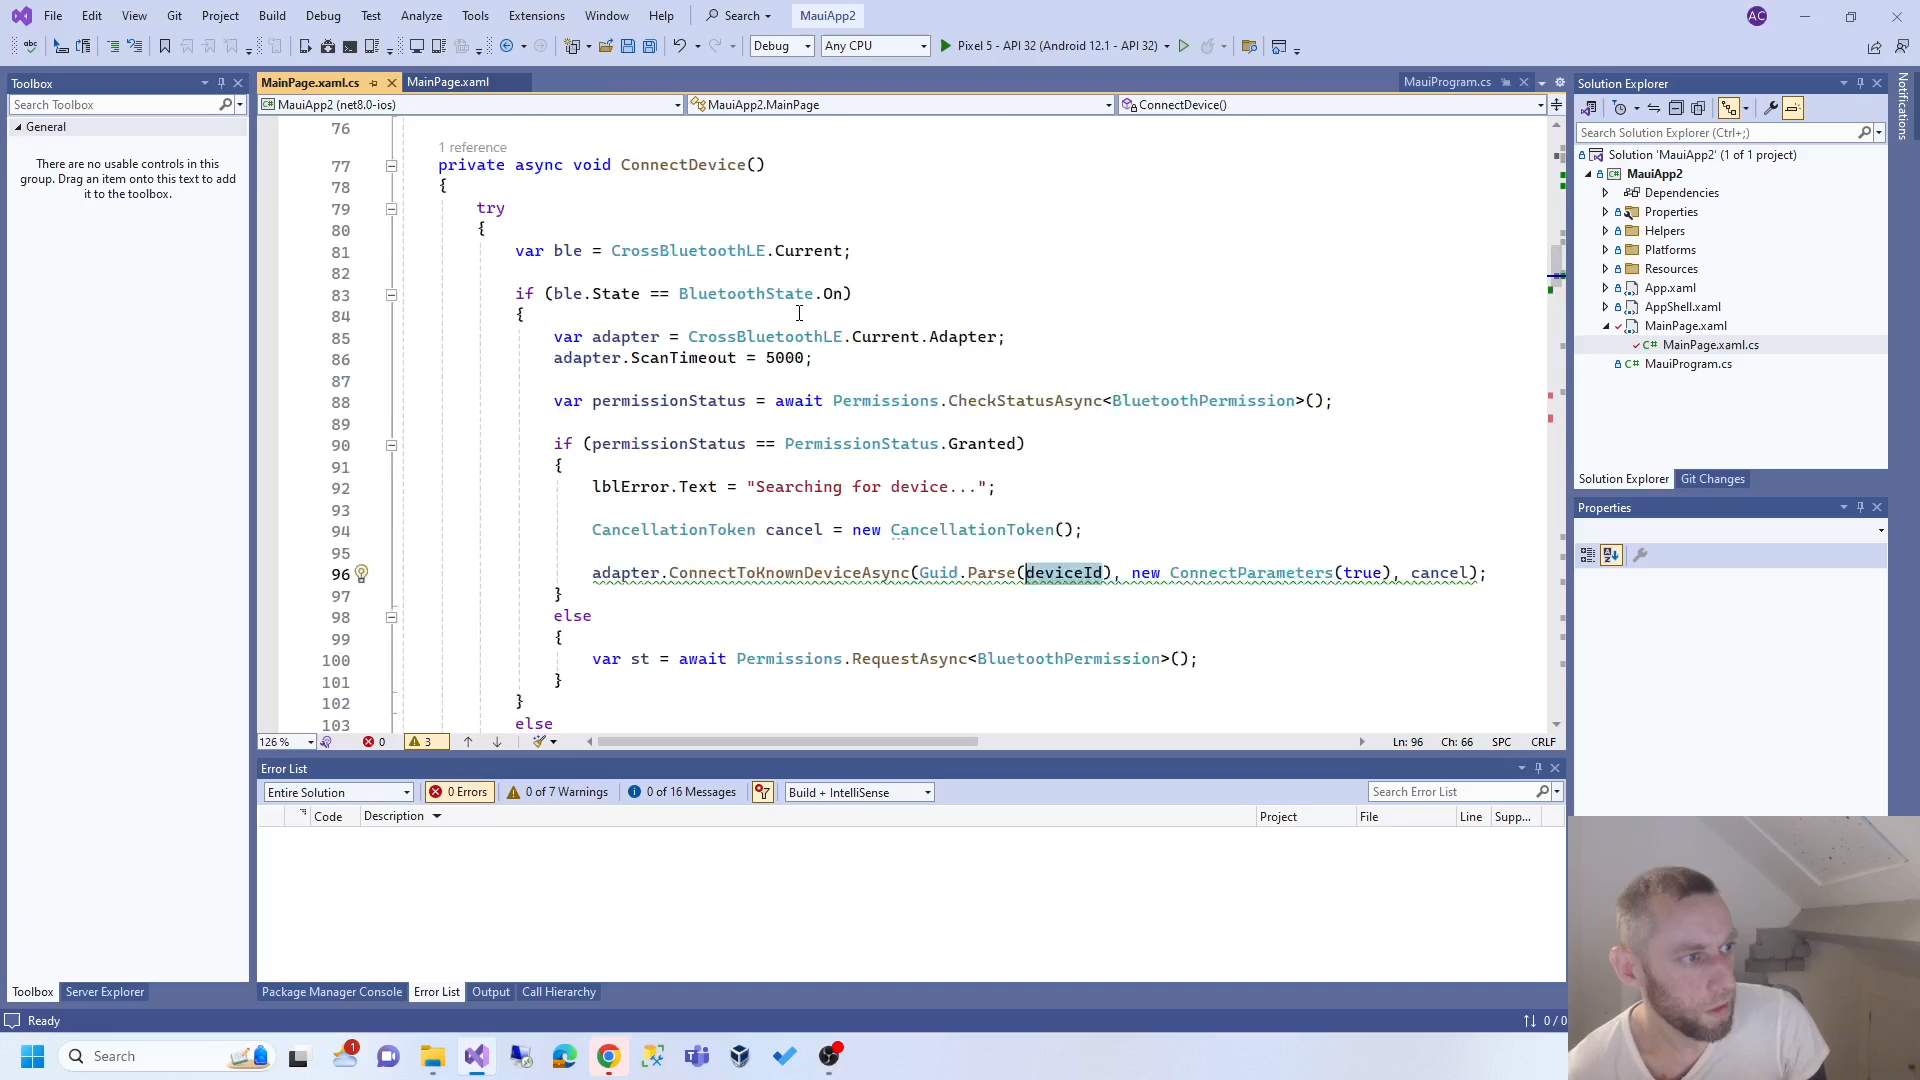 File Edit View Git Project Build Debug Test Analyze Tools Extensions Window Help Search MauiApp2 AC
Debug Any CPU Pixel 5 - API 32 (Android 12.1 - API 32)
Toolbox
Search Toolbox
General
There are no usable controls in this
group. Drag an item onto this text to add
it to the toolbox.
Toolbox Server Explorer
MainPage.xaml.cs MainPage.xaml MauiProgram.cs
MauiApp2 (net8.0-ios) MauiApp2.MainPage ConnectDevice()
76
1 reference
77 private async void ConnectDevice()
78 {
79 try
80 {
81 var ble = CrossBluetoothLE.Current;
82
83 if (ble.State == BluetoothState.On)
84 {
85 var adapter = CrossBluetoothLE.Current.Adapter;
86 adapter.ScanTimeout = 5000;
87
88 var permissionStatus = await Permissions.CheckStatusAsync<BluetoothPermission>();
89
90 if (permissionStatus == PermissionStatus.Granted)
91 {
92 lblError.Text = "Searching for device...";
93
94 CancellationToken cancel = new CancellationToken();
95
96 adapter.ConnectToKnownDeviceAsync(Guid.Parse(deviceId), new ConnectParameters(true), cancel);
97 }
98 else
99 {
100 var st = await Permissions.RequestAsync<BluetoothPermission>();
101 }
102 }
103 else
126 % 0 3 Ln: 96 Ch: 66 SPC CRLF
Error List
Entire Solution 0 Errors 0 of 7 Warnings 0 of 16 Messages Build + IntelliSense Search Error List
Code Description Project File Line Supp...
Package Manager Console Error List Output Call Hierarchy
Solution Explorer
Search Solution Explorer (Ctrl+;)
Solution 'MauiApp2' (1 of 1 project)
MauiApp2
Dependencies
Properties
Helpers
Platforms
Resources
App.xaml
AppShell.xaml
MainPage.xaml
C# MainPage.xaml.cs
C# MauiProgram.cs
Solution Explorer Git Changes
Properties
Notifications
Ready 0 / 0
Search 1